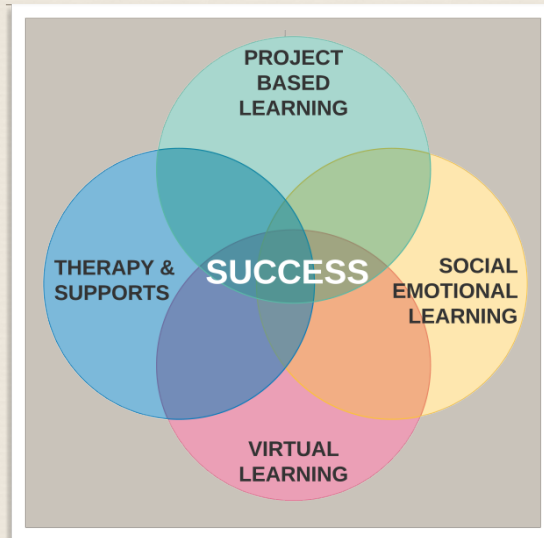 PROJECT
BASED
LEARNING
THERAPY &
SUPPORTS
SUCCESS
SOCIAL
EMOTIONAL
LEARNING
VIRTUAL
LEARNING